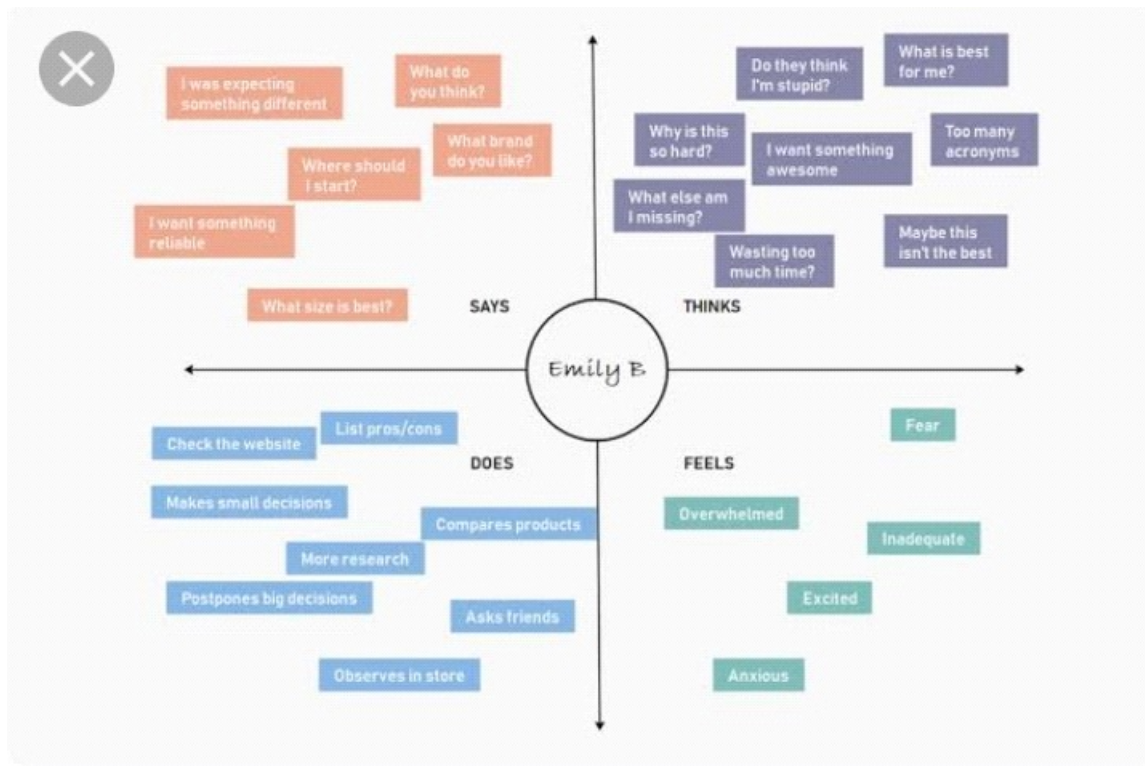 I was expecting
something different
What do
you think?
What brand
do you like?
Where should
I start?
I want something
reliable
What size is best?
SAYS
Do they think
I'm stupid?
What is best
for me?
Why is this
so hard?
I want something
awesome
Too many
acronyms
What else am
I missing?
Maybe this
isn't the best
Wasting too
much time?
THINKS
Emily B
List pros/cons
Check the website
DOES
Makes small decisions
Compares products
More research
Postpones big decisions
Asks friends
Observes in store
Fear
FEELS
Overwhelmed
Inadequate
Excited
Anxious